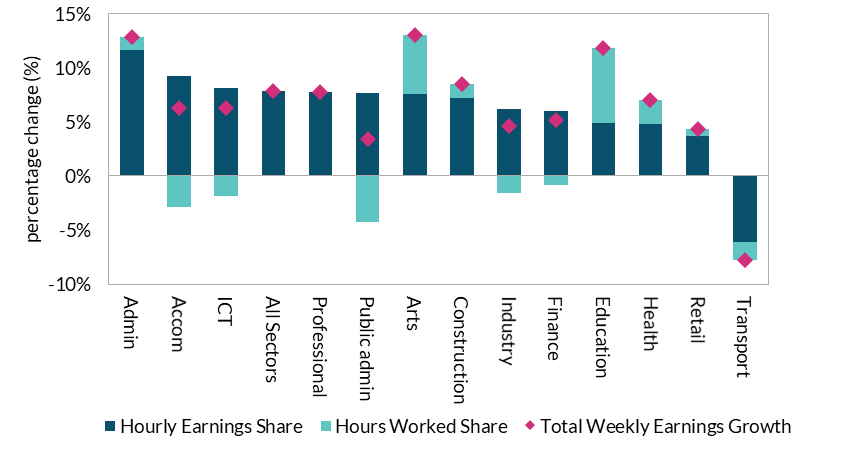 15%
10%
5%
0%
-5%
-10%
percentage change (%)
Admin
Accom
ICT
All Sectors
Professional
Public admin
Arts
Construction
Industry
Finance
Education
Health
Retail
Transport
Hourly Earnings Share
Hours Worked Share
Total Weekly Earnings Growth